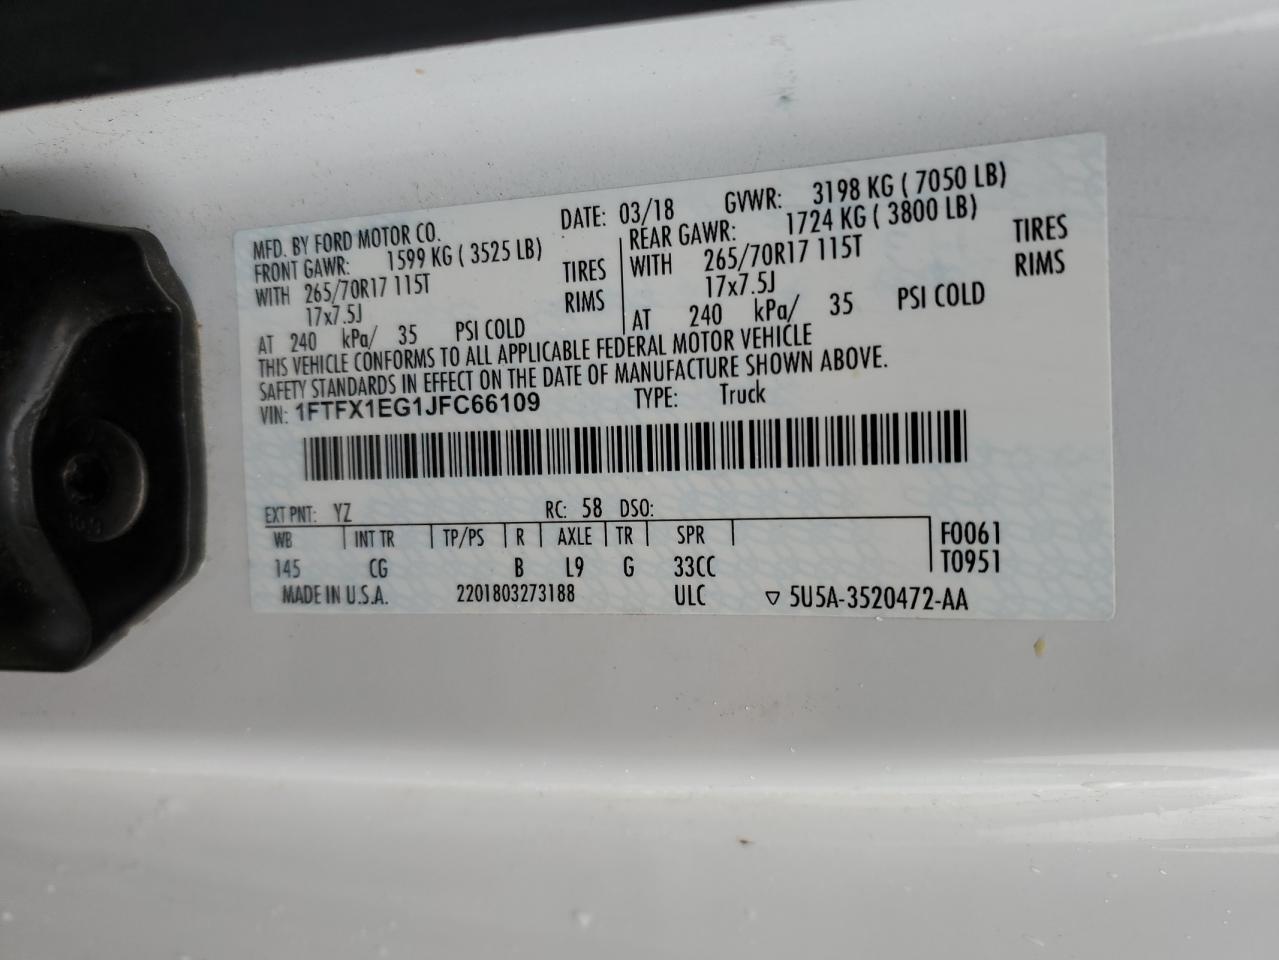 MFD. BY FORD MOTOR CO.
DATE: 03/18 GVWR: 3198 KG ( 7050 LB)
FRONT GAWR: 1599 KG ( 3525 LB)
WITH 265/70R17 115T TIRES
17x7.5J RIMS
AT 240 kPa/ 35 PSI COLD
REAR GAWR: 1724 KG ( 3800 LB)
WITH 265/70R17 115T TIRES
17x7.5J RIMS
AT 240 kPa/ 35 PSI COLD
THIS VEHICLE CONFORMS TO ALL APPLICABLE FEDERAL MOTOR VEHICLE
SAFETY STANDARDS IN EFFECT ON THE DATE OF MANUFACTURE SHOWN ABOVE.
VIN: 1FTFX1EG1JFC66109 TYPE: Truck
EXT PNT: YZ RC: 58 DSO:
WB INT TR TP/PS R AXLE TR SPR F0061
145 CG B L9 G 33CC T0951
MADE IN U.S.A. 2201803273188 ULC ▽ 5U5A-3520472-AA